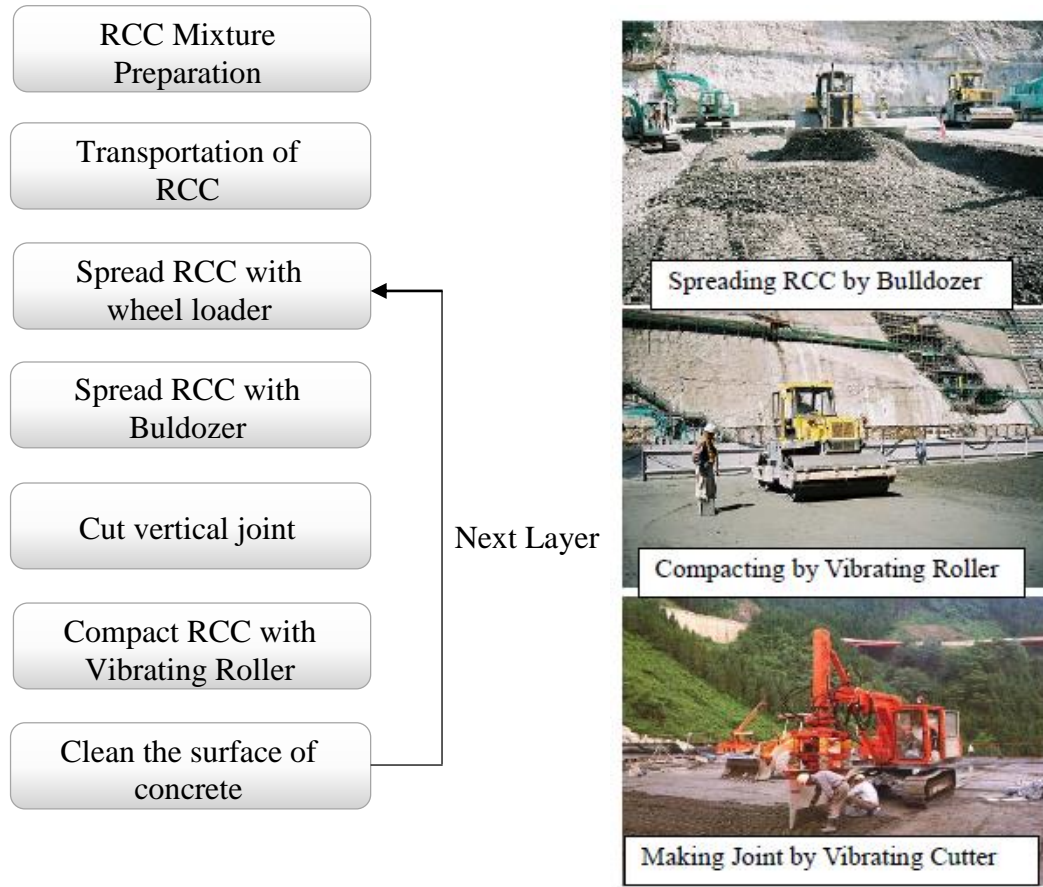 RCC Mixture
Preparation
Transportation of
RCC
Spread RCC with
wheel loader
Spread RCC with
Buldozer
Cut vertical joint
Compact RCC with
Vibrating Roller
Clean the surface of
concrete
Next Layer
Spreading RCC by Bulldozer
Compacting by Vibrating Roller
Making Joint by Vibrating Cutter